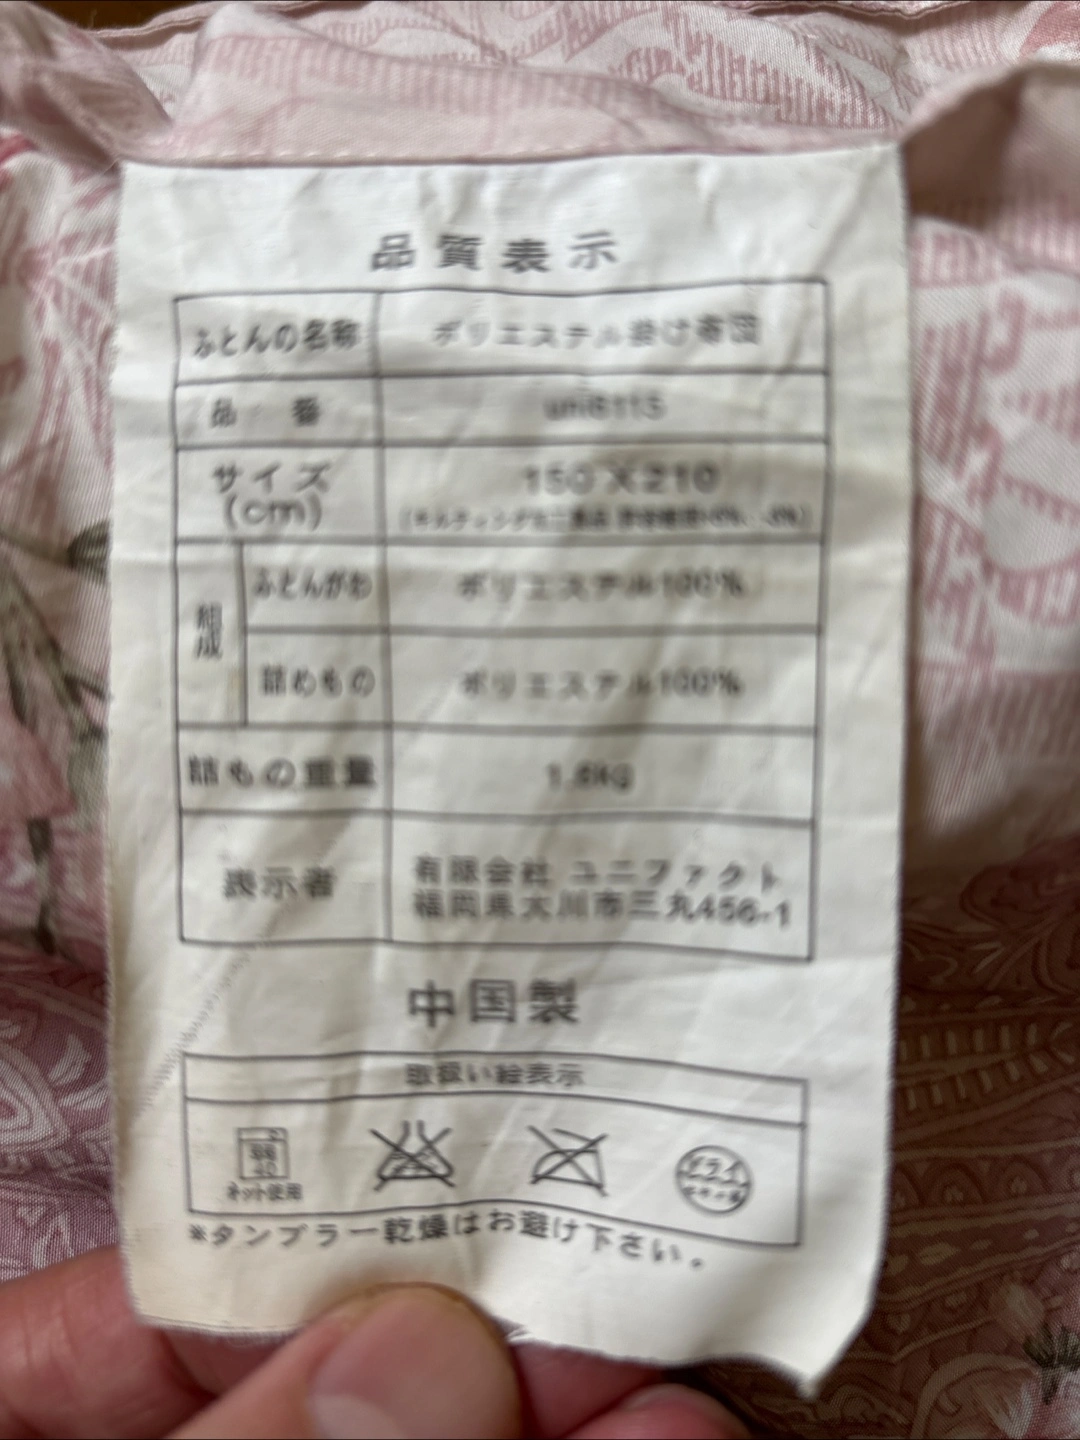 品質表示
ふとんの名称 ポリエステル掛け布団
品 番 uni6115
サイズ 150×210
(cm)
組成 ふとんがわ ポリエステル100%
詰めもの ポリエステル100%
詰もの重量
表示者 有限会社 ユニファクト
福岡県大川市三丸456-1
中国製
取扱い絵表示
40
ネット使用
ドライ
※タンブラー乾燥はお避け下さい。